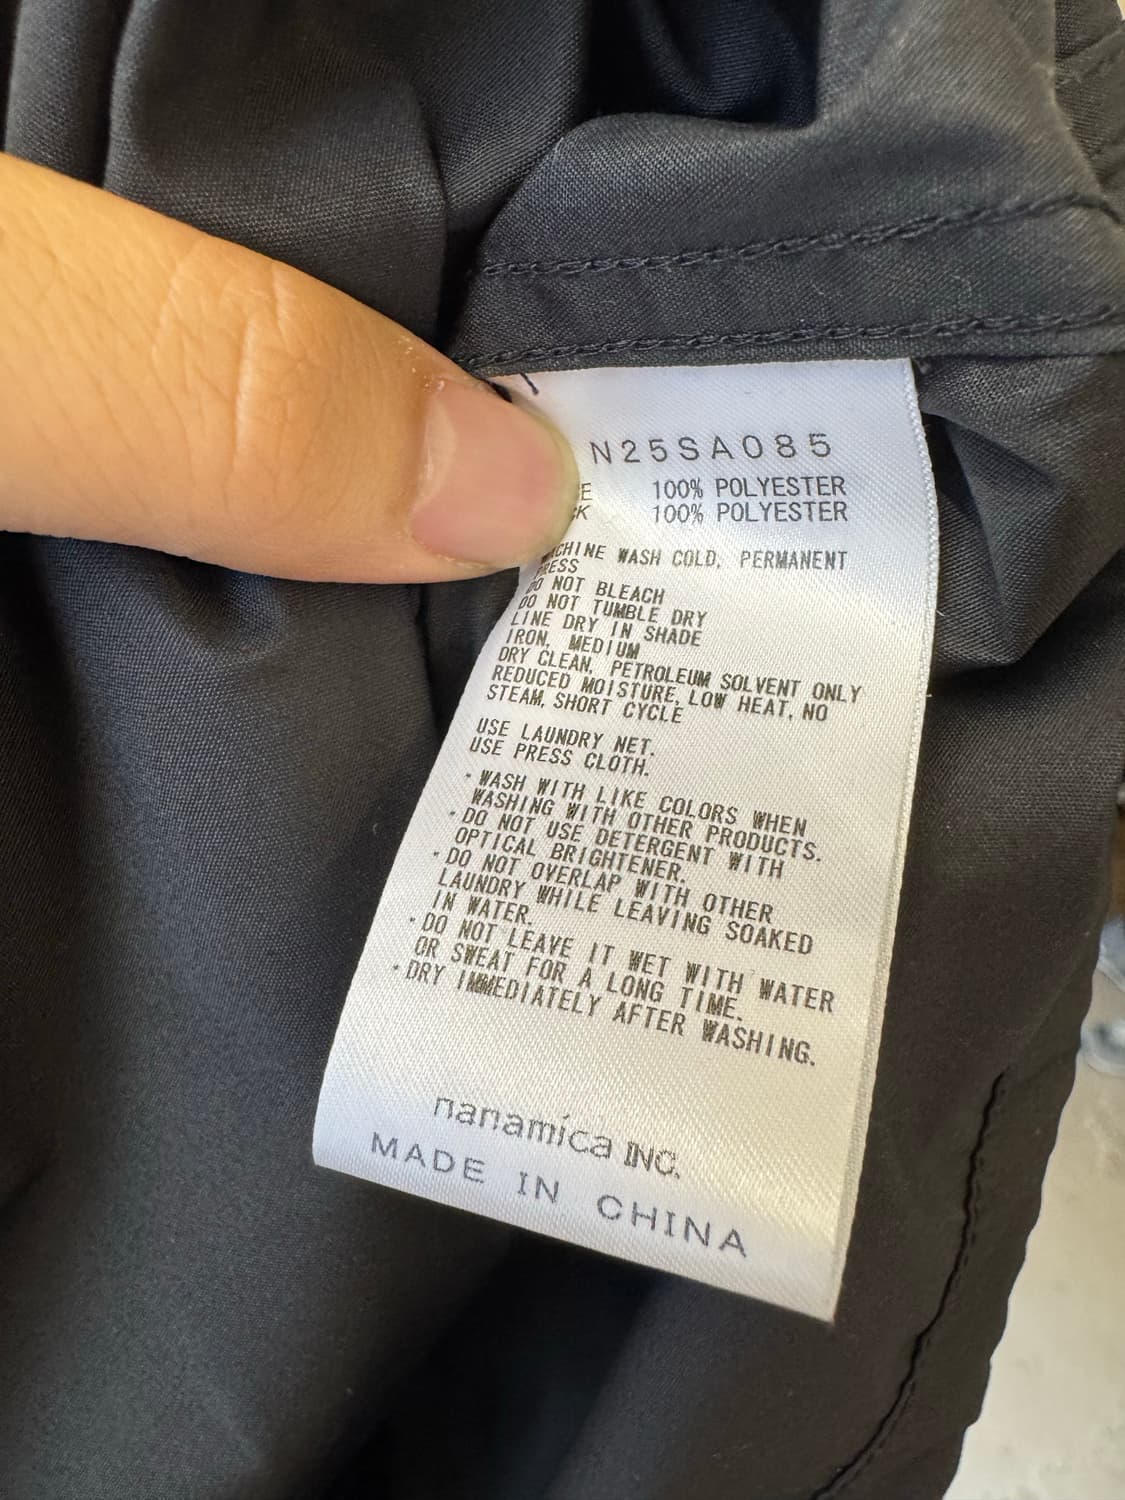 N25SA085
100% POLYESTER
100% POLYESTER
WASH COLD, PERMANENT
DO NOT BLEACH
DO NOT TUMBLE DRY
LINE DRY IN SHADE
IRON, MEDIUM
DRY CLEAN, PETROLEUM SOLVENT ONLY
REDUCED MOISTURE, LOW HEAT, NO
STEAM, SHORT CYCLE
USE LAUNDRY NET.
USE PRESS CLOTH.
・WASH WITH LIKE COLORS WHEN
WASHING WITH OTHER PRODUCTS.
・DO NOT USE DETERGENT WITH
OPTICAL BRIGHTENER.
・DO NOT OVERLAP WITH OTHER
LAUNDRY WHILE LEAVING SOAKED
IN WATER.
・DO NOT LEAVE IT WET WITH WATER
OR SWEAT FOR A LONG TIME.
・DRY IMMEDIATELY AFTER WASHING.
nanamíca INC.
MADE IN CHINA